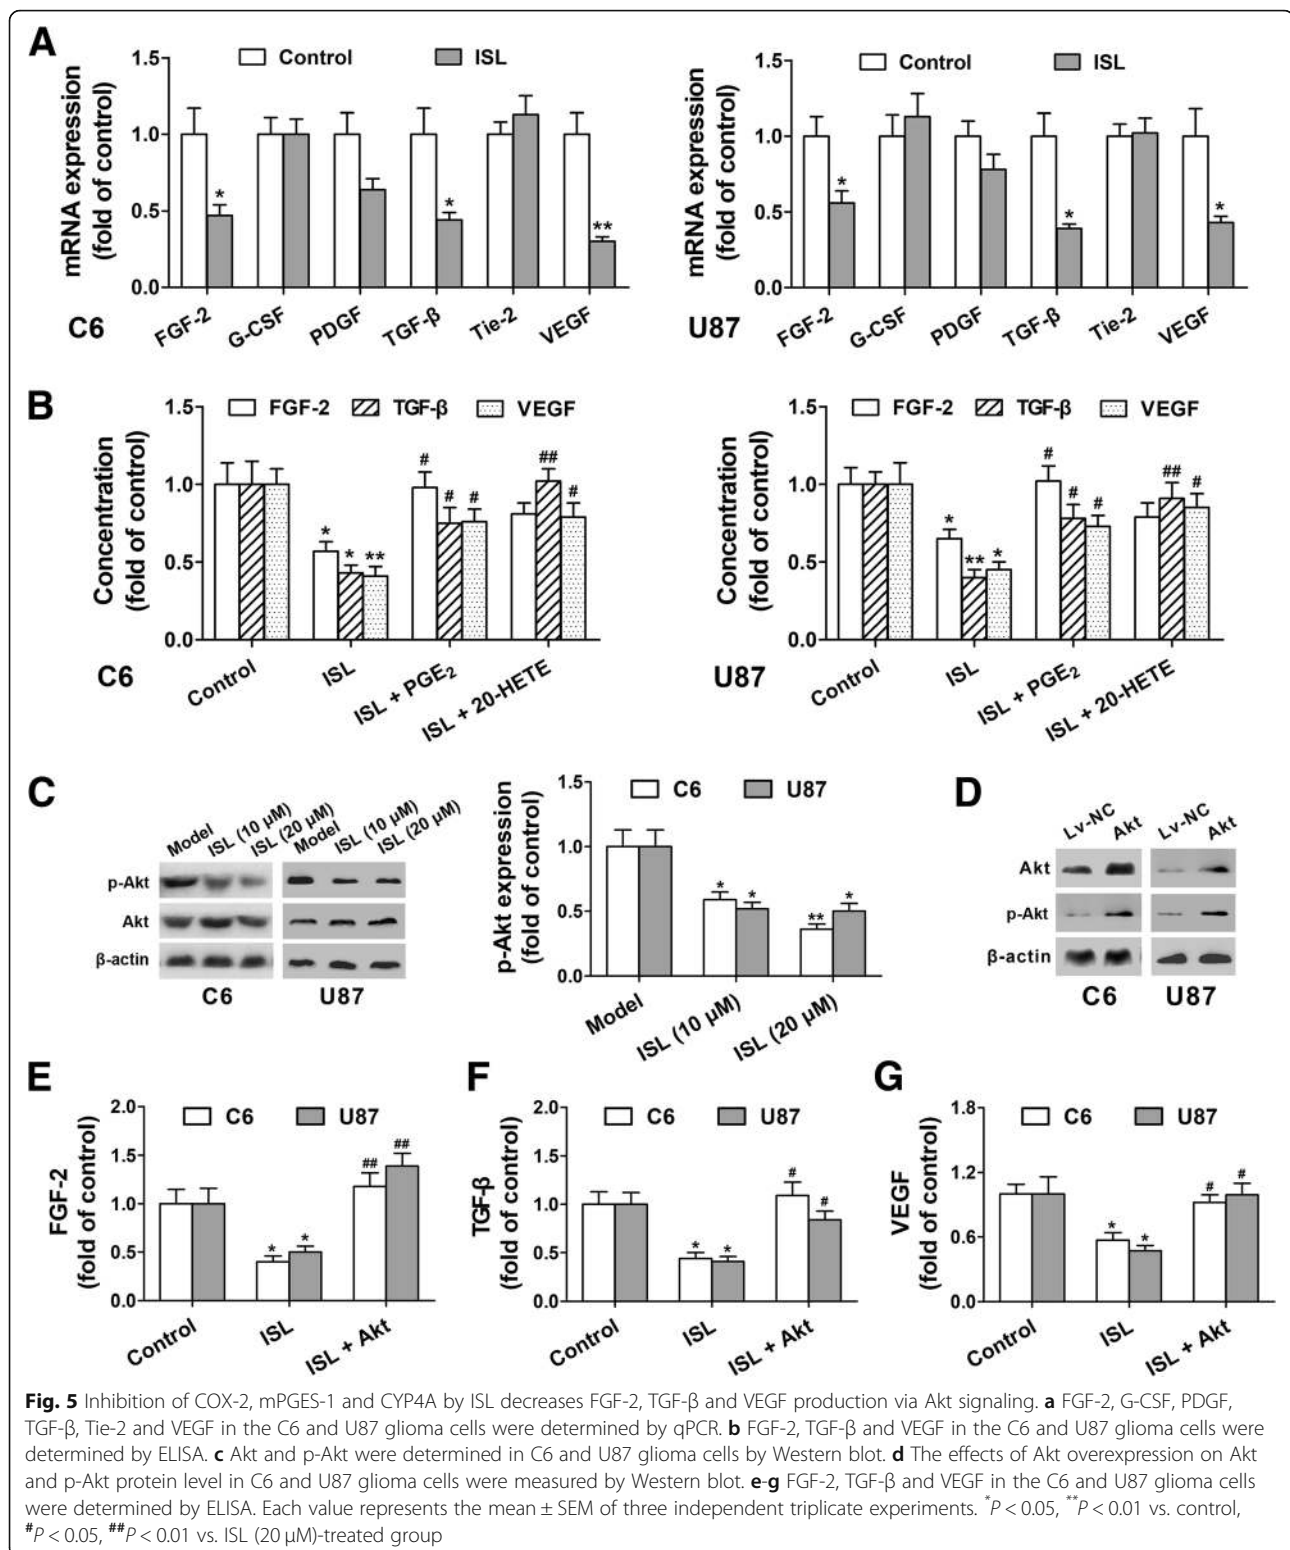 A
Control
ISL
mRNA expression
(fold of control)
1.5
1.0
0.5
0.0
*
*
**
FGF-2
G-CSF
PDGF
TGF-β
Tie-2
VEGF
C6
Control
ISL
mRNA expression
(fold of control)
1.5
1.0
0.5
0.0
*
*
*
FGF-2
G-CSF
PDGF
TGF-β
Tie-2
VEGF
U87
B
FGF-2
TGF-β
VEGF
Concentration
(fold of control)
1.5
1.0
0.5
0.0
*
*
**
#
#
#
##
#
Control
ISL
ISL + PGE₂
ISL + 20-HETE
C6
FGF-2
TGF-β
VEGF
Concentration
(fold of control)
1.5
1.0
0.5
0.0
*
**
*
#
#
#
##
#
Control
ISL
ISL + PGE₂
ISL + 20-HETE
U87
C
Model
ISL (10 µM)
ISL (20 µM)
Model
ISL (10 µM)
ISL (20 µM)
p-Akt
Akt
β-actin
C6
U87
C6
U87
p-Akt expression
(fold of control)
1.5
1.0
0.5
0.0
*
*
**
*
Model
ISL (10 µM)
ISL (20 µM)
D
Lv-NC
Akt
Lv-NC
Akt
Akt
p-Akt
β-actin
C6
U87
E
C6
U87
FGF-2
(fold of control)
2.0
1.5
1.0
0.5
0.0
*
*
##
##
Control
ISL
ISL + Akt
F
C6
U87
TGF-β
(fold of control)
2.0
1.5
1.0
0.5
0.0
*
*
#
#
Control
ISL
ISL + Akt
G
C6
U87
VEGF
(fold of control)
1.8
1.2
0.6
0.0
*
*
#
#
Control
ISL
ISL + Akt
Fig. 5 Inhibition of COX-2, mPGES-1 and CYP4A by ISL decreases FGF-2, TGF-β and VEGF production via Akt signaling. a FGF-2, G-CSF, PDGF,
TGF-β, Tie-2 and VEGF in the C6 and U87 glioma cells were determined by qPCR. b FGF-2, TGF-β and VEGF in the C6 and U87 glioma cells were
determined by ELISA. c Akt and p-Akt were determined in C6 and U87 glioma cells by Western blot. d The effects of Akt overexpression on Akt
and p-Akt protein level in C6 and U87 glioma cells were measured by Western blot. e-g FGF-2, TGF-β and VEGF in the C6 and U87 glioma cells
were determined by ELISA. Each value represents the mean ± SEM of three independent triplicate experiments. *P < 0.05, **P < 0.01 vs. control,
#P < 0.05, ##P < 0.01 vs. ISL (20 µM)-treated group